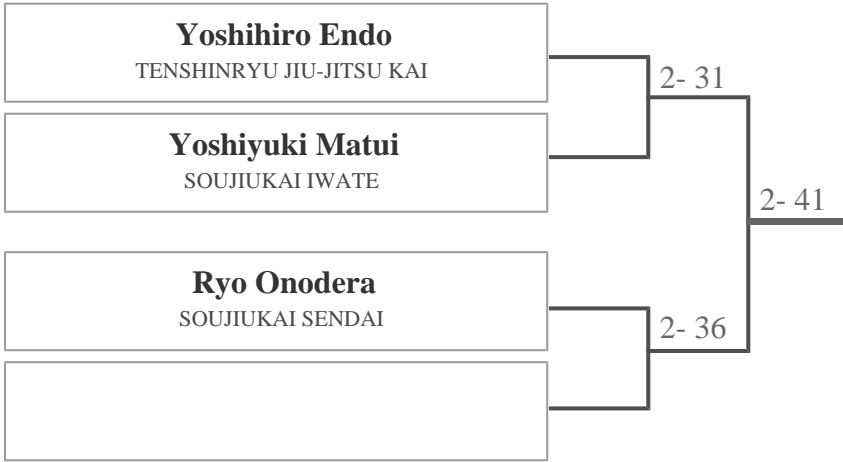 Yoshihiro Endo
TENSHINRYU JIU-JITSU KAI
2- 31
Yoshiyuki Matui
SOUJIUKAI IWATE
2- 41
Ryo Onodera
SOUJIUKAI SENDAI
2- 36